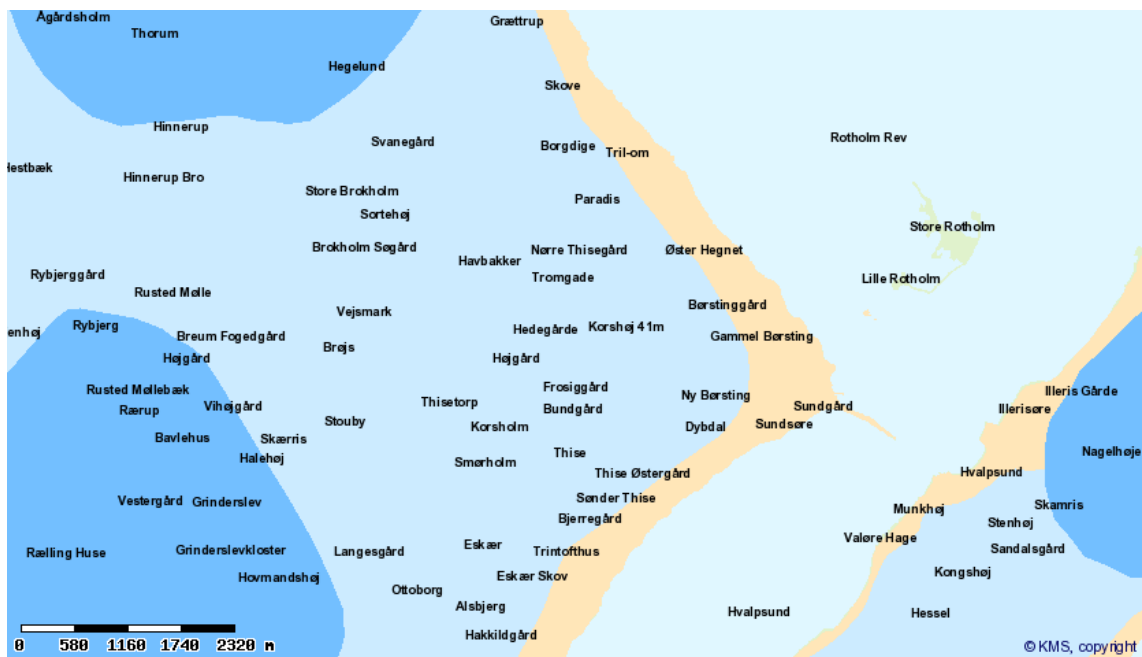 Ågårdsholm
Grættrup
Thorum
Hegelund
Skove
Hinnerup
Rotholm Rev
Svanegård
Borgdige
Tril-om
Hestbæk
Hinnerup Bro
Store Brokholm
Paradis
Sortehøj
Store Rotholm
Brokholm Søgård
Nørre Thisegård
Øster Hegnet
Havbakker
Rybjerggård
Tromgade
Lille Rotholm
Rusted Mølle
Børstinggård
Vejsmark
Rybjerg
Hedegårde
Korshøj 41m
enhøj
Breum Fogedgård
Gammel Børsting
Brøjs
Højgård
Højgård
Rusted Møllebæk
Frosiggård
Illeris Gårde
Ny Børsting
Thisetorp
Rærup
Vihøjgård
Bundgård
Sundgård
Illerisøre
Stouby
Korsholm
Dybdal
Sundsøre
Bavlehus
Skærris
Thise
Nagelhøje
Halehøj
Smørholm
Thise Østergård
Hvalpsund
Vestergård
Grinderslev
Sønder Thise
Skamris
Munkhøj
Bjerregård
Stenhøj
Valøre Hage
Rælling Huse
Grinderslevkloster
Langesgård
Eskær
Trintofthus
Sandalsgård
Hovmandshøj
Eskær Skov
Kongshøj
Ottoborg
Alsbjerg
Hvalpsund
Hessel
Hakkildgård
0 580 1160 1740 2320 m
© KMS, copyright